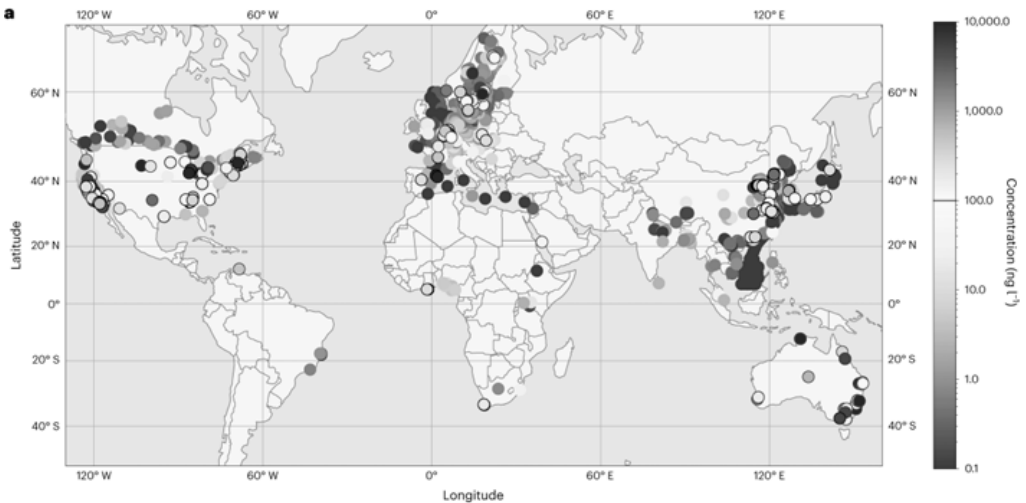 a
120° W 60° W 0° 60° E 120° E
60° N 60° N
40° N 40° N
20° N 20° N
0° 0°
20° S 20° S
40° S 40° S
120° W 60° W 0° 60° E 120° E
Longitude
Latitude
10,000.0
1,000.0
100.0
10.0
1.0
0.1
Concentration (ng l⁻¹)